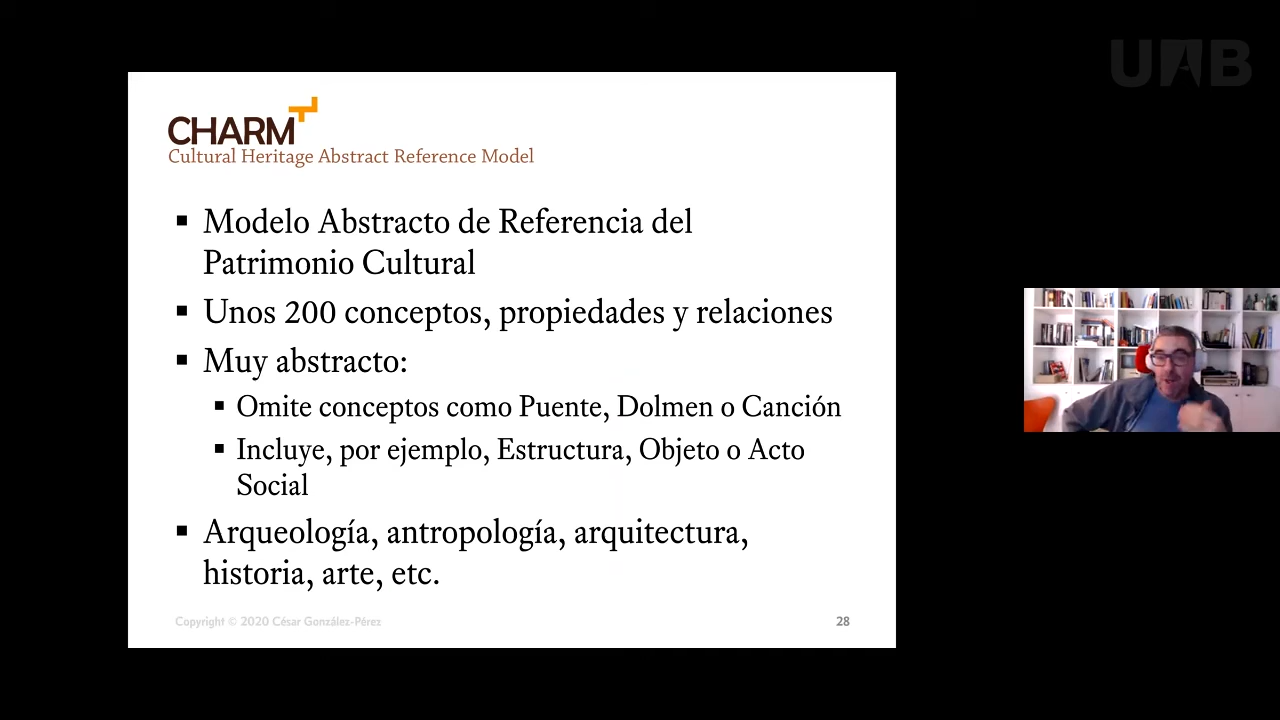 UAB
CHARM
Cultural Heritage Abstract Reference Model
▪ Modelo Abstracto de Referencia del
Patrimonio Cultural
▪ Unos 200 conceptos, propiedades y relaciones
▪ Muy abstracto:
▪ Omite conceptos como Puente, Dolmen o Canción
▪ Incluye, por ejemplo, Estructura, Objeto o Acto
Social
▪ Arqueología, antropología, arquitectura,
historia, arte, etc.
Copyright © 2020 César González-Pérez
28